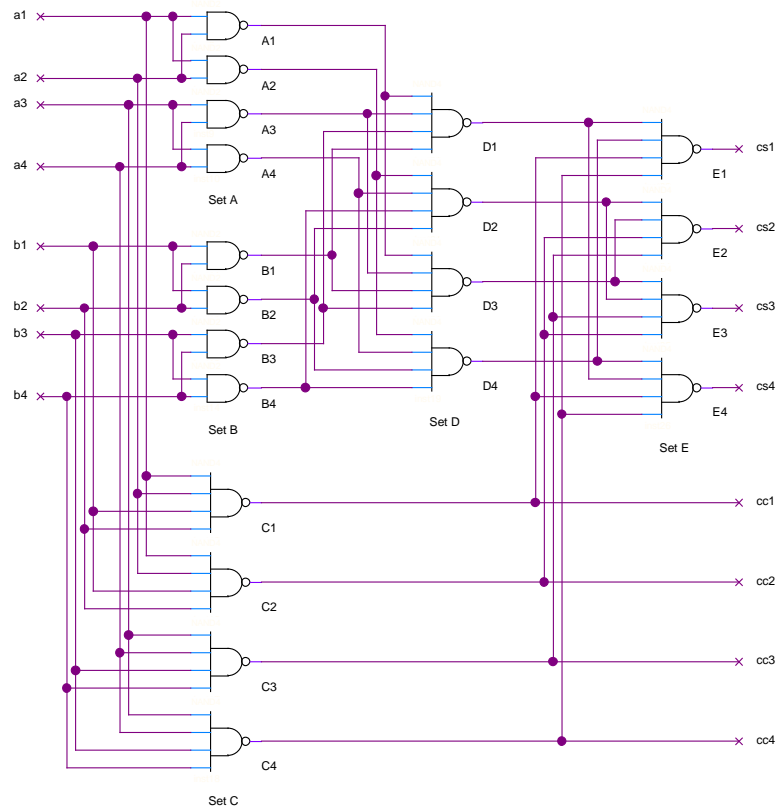 a1
A1
a2
A2
a3
A3
cs1
D1
a4
A4
E1
Set A
D2
cs2
b1
E2
B1
b2
B2
D3
cs3
b3
E3
B3
b4
B4
D4
cs4
Set B
Set D
E4
Set E
cc1
C1
cc2
C2
cc3
C3
cc4
C4
Set C